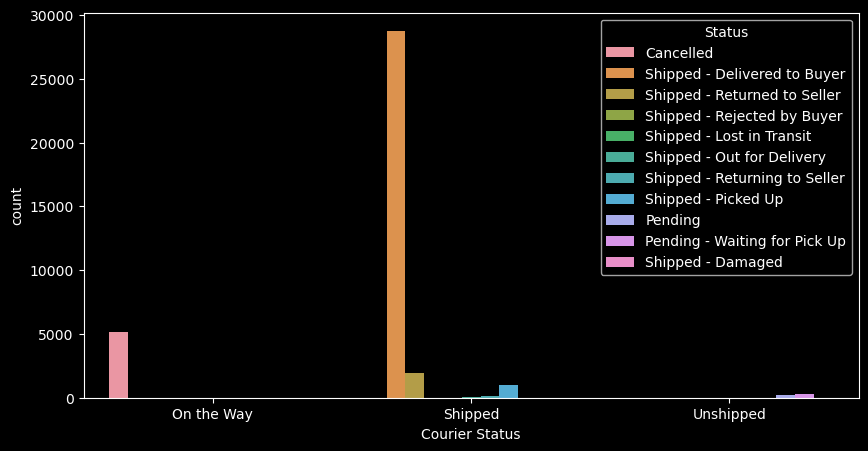 30000
25000
20000
15000
10000
5000
0
count
On the Way
Shipped
Unshipped
Courier Status
Status
Cancelled
Shipped - Delivered to Buyer
Shipped - Returned to Seller
Shipped - Rejected by Buyer
Shipped - Lost in Transit
Shipped - Out for Delivery
Shipped - Returning to Seller
Shipped - Picked Up
Pending
Pending - Waiting for Pick Up
Shipped - Damaged